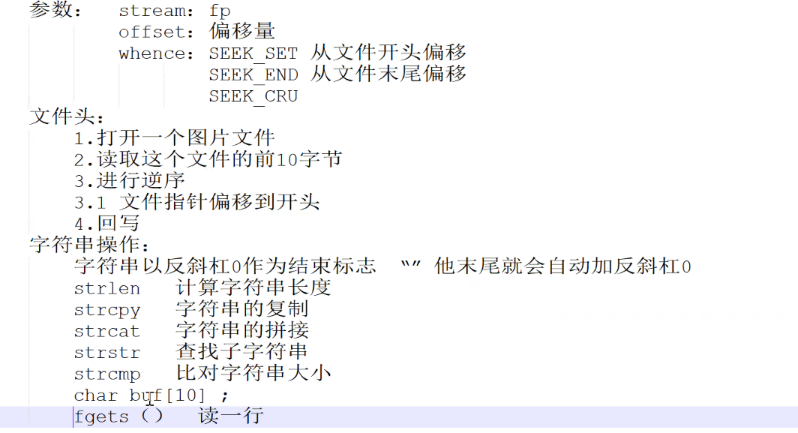 参数： stream: fp
offset: 偏移量
whence: SEEK_SET 从文件开头偏移
SEEK_END 从文件末尾偏移
SEEK_CRU
文件头：
1.打开一个图片文件
2.读取这个文件的前10字节
3.进行逆序
3.1 文件指针偏移到开头
4.回写
字符串操作：
字符串以反斜杠0作为结束标志 “” 他末尾就会自动加反斜杠0
strlen 计算字符串长度
strcpy 字符串的复制
strcat 字符串的拼接
strstr 查找子字符串
strcmp 比对字符串大小
char buf[10] ;
fgets（） 读一行